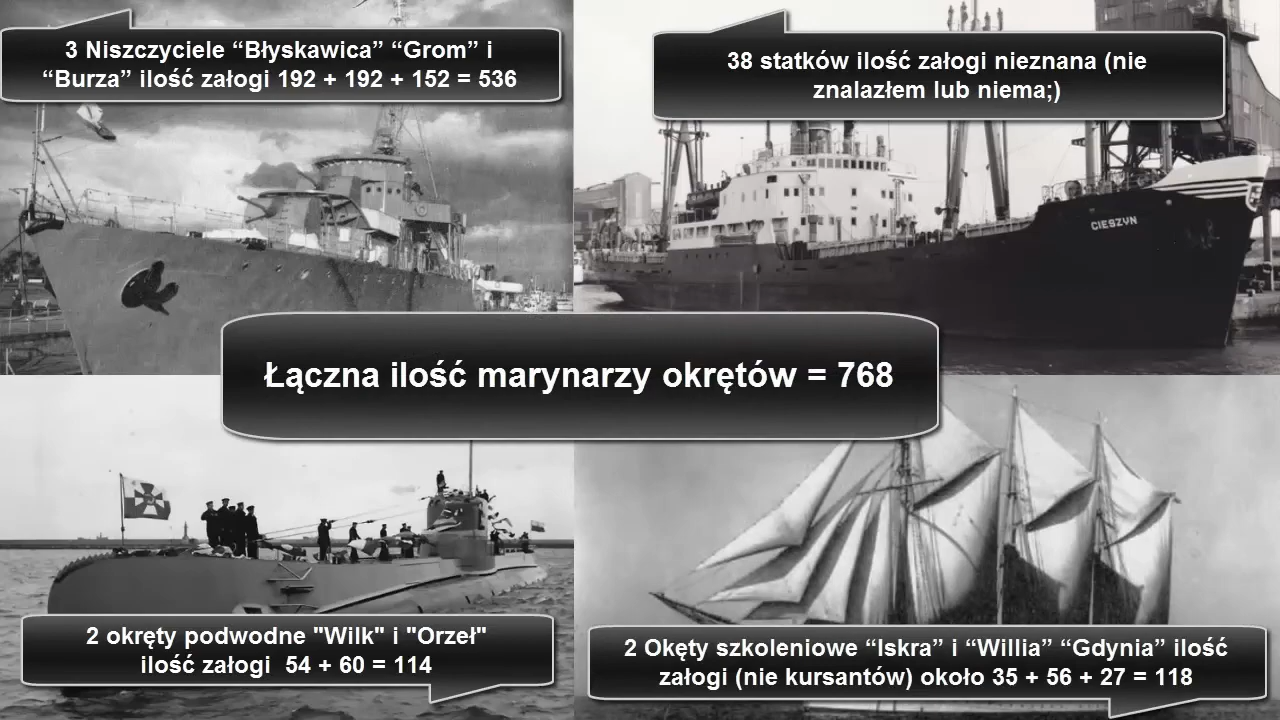 3 Niszczyciele “Błyskawica” “Grom” i
“Burza” ilość załogi 192 + 192 + 152 = 536
38 statków ilość załogi nieznana (nie
znalazłem lub niema;)
CIESZYN
Łączna ilość marynarzy okrętów = 768
2 okręty podwodne "Wilk" i "Orzeł"
ilość załogi 54 + 60 = 114
2 Okęty szkoleniowe “Iskra” i “Willia” “Gdynia” ilość
załogi (nie kursantów) około 35 + 56 + 27 = 118